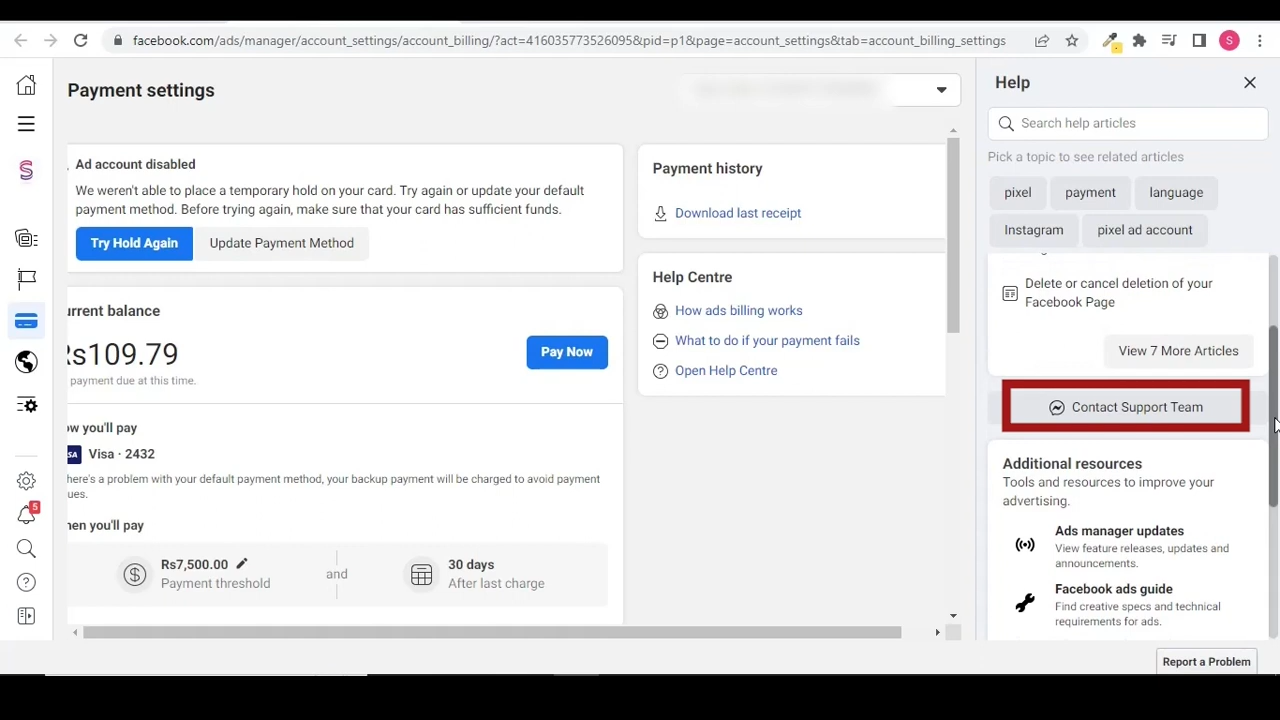 facebook.com/ads/manager/account_settings/account_billing/?act=416035773526095&pid=p1&page=account_settings&tab=account_billing_settings
S
Payment settings
Ad account disabled
We weren't able to place a temporary hold on your card. Try again or update your default
payment method. Before trying again, make sure that your card has sufficient funds.
Try Hold Again
Update Payment Method
urrent balance
Rs109.79
payment due at this time.
Pay Now
ow you'll pay
VISA
Visa · 2432
here's a problem with your default payment method, your backup payment will be charged to avoid payment
ues.
hen you'll pay
Rs7,500.00
Payment threshold
and
30 days
After last charge
Payment history
Download last receipt
Help Centre
How ads billing works
What to do if your payment fails
Open Help Centre
5
Help
Search help articles
Pick a topic to see related articles
pixel
payment
language
Instagram
pixel ad account
Delete or cancel deletion of your
Facebook Page
View 7 More Articles
Contact Support Team
Additional resources
Tools and resources to improve your
advertising.
Ads manager updates
View feature releases, updates and
announcements.
Facebook ads guide
Find creative specs and technical
requirements for ads.
Report a Problem